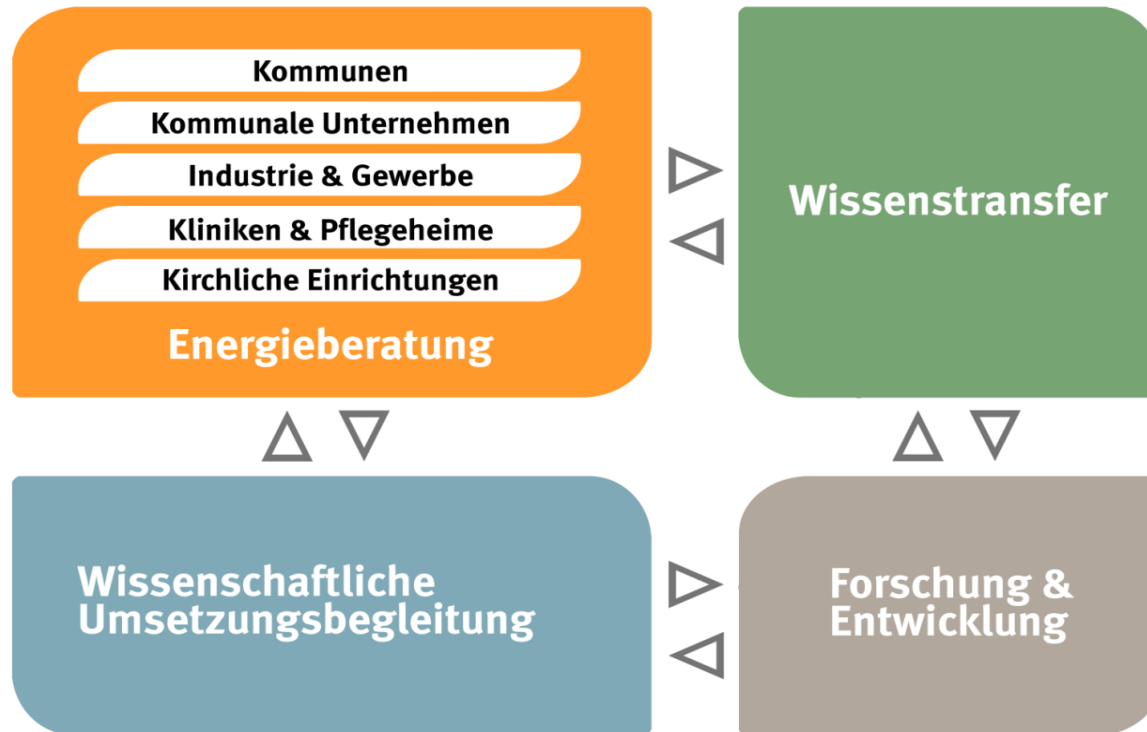 Kommunen
Kommunale Unternehmen
Industrie & Gewerbe
Kliniken & Pflegeheime
Kirchliche Einrichtungen
Energieberatung
Wissenstransfer
Wissenschaftliche
Umsetzungsbegleitung
Forschung &
Entwicklung